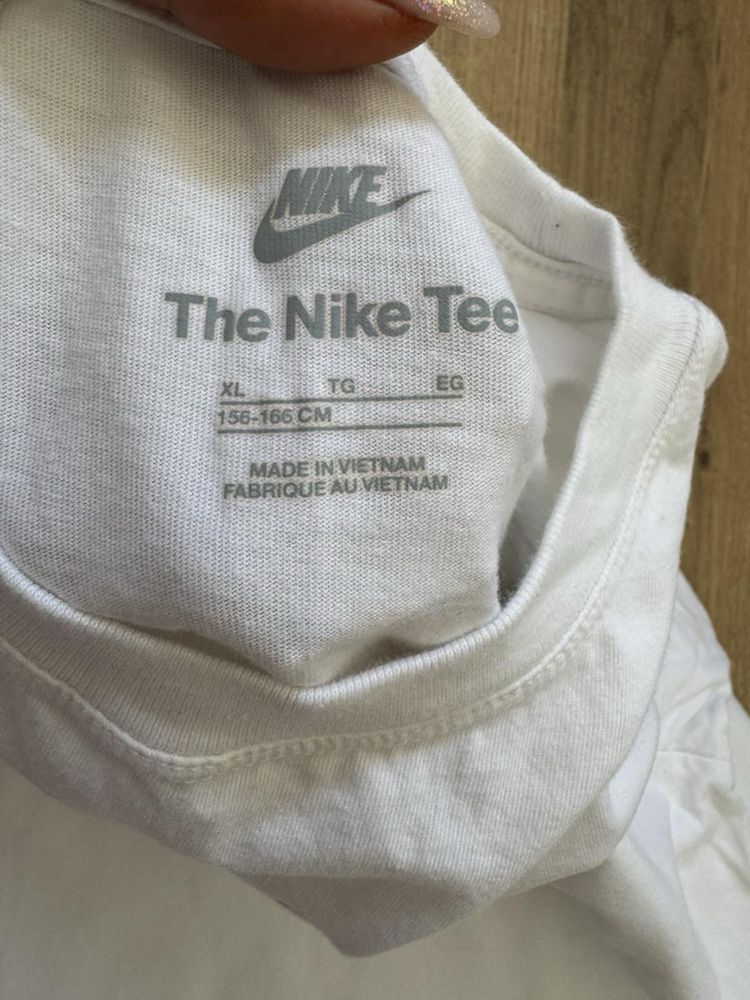 NIKE
The Nike Tee
XL TG EG
156-166 CM
MADE IN VIETNAM
FABRIQUE AU VIETNAM